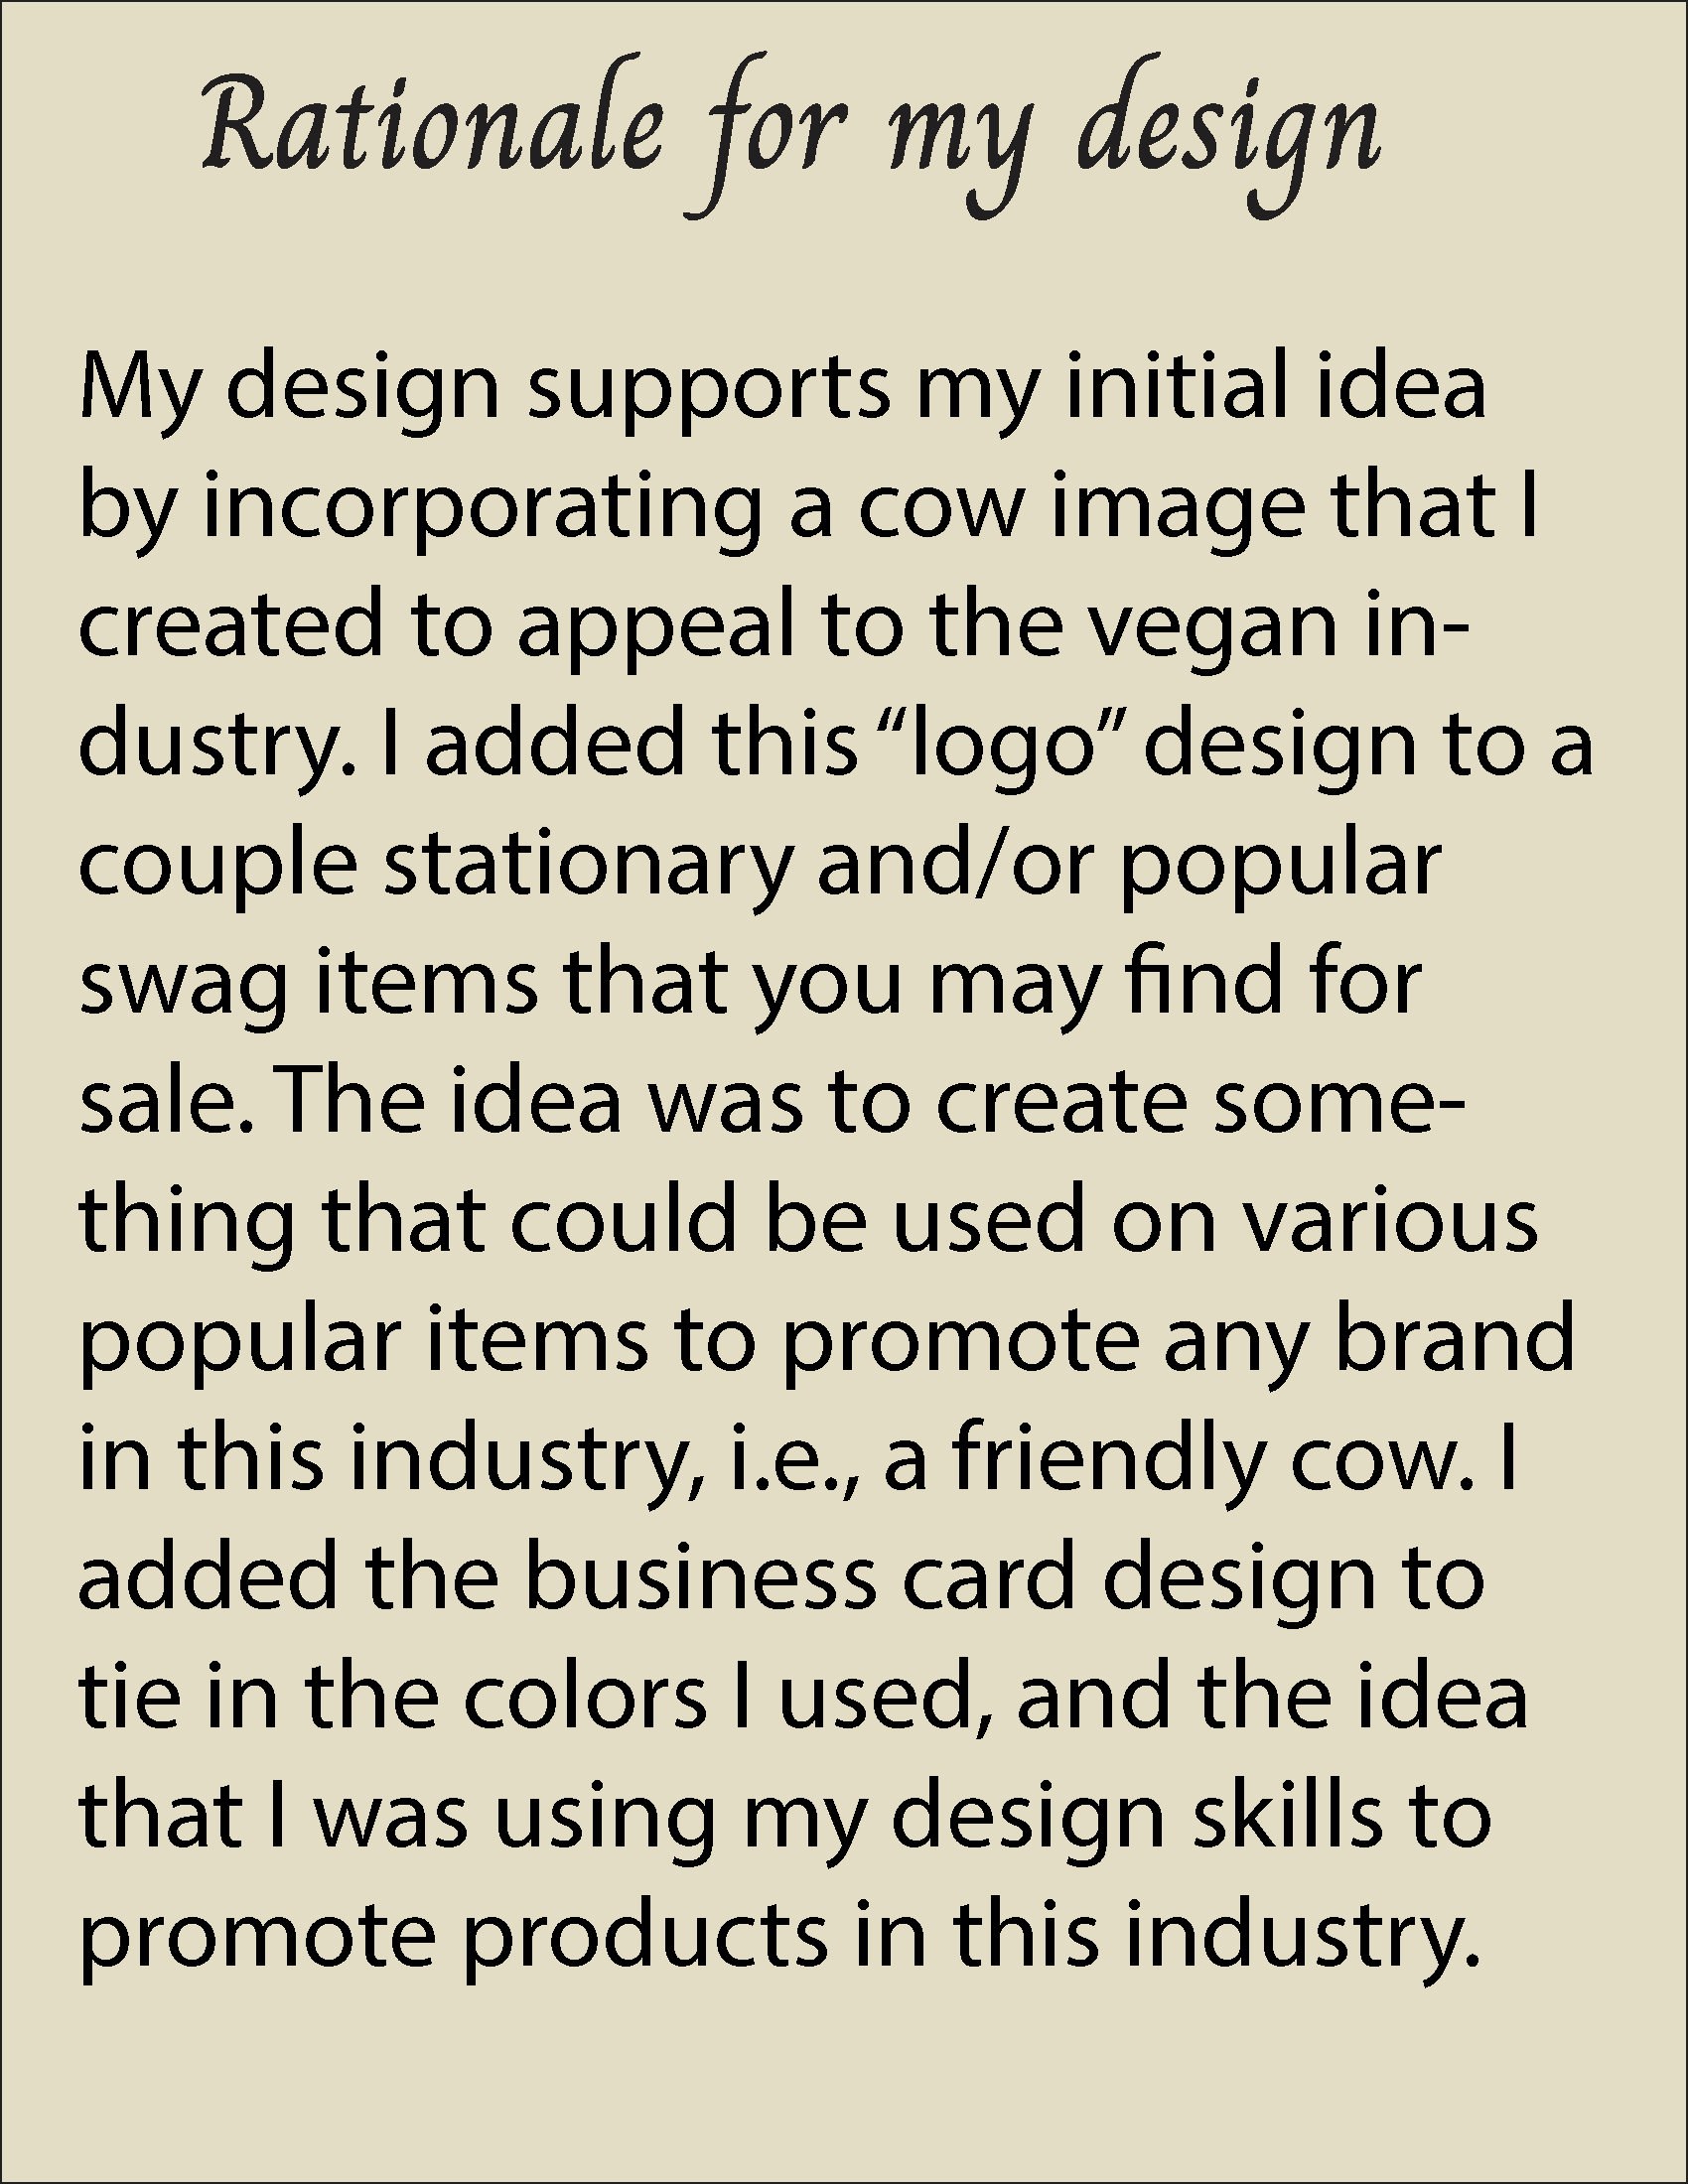 Rationale for my design
My design supports my initial idea
by incorporating a cow image that I
created to appeal to the vegan in-
dustry. I added this “logo” design to a
couple stationary and/or popular
swag items that you may find for
sale. The idea was to create some-
thing that could be used on various
popular items to promote any brand
in this industry, i.e., a friendly cow. I
added the business card design to
tie in the colors I used, and the idea
that I was using my design skills to
promote products in this industry.